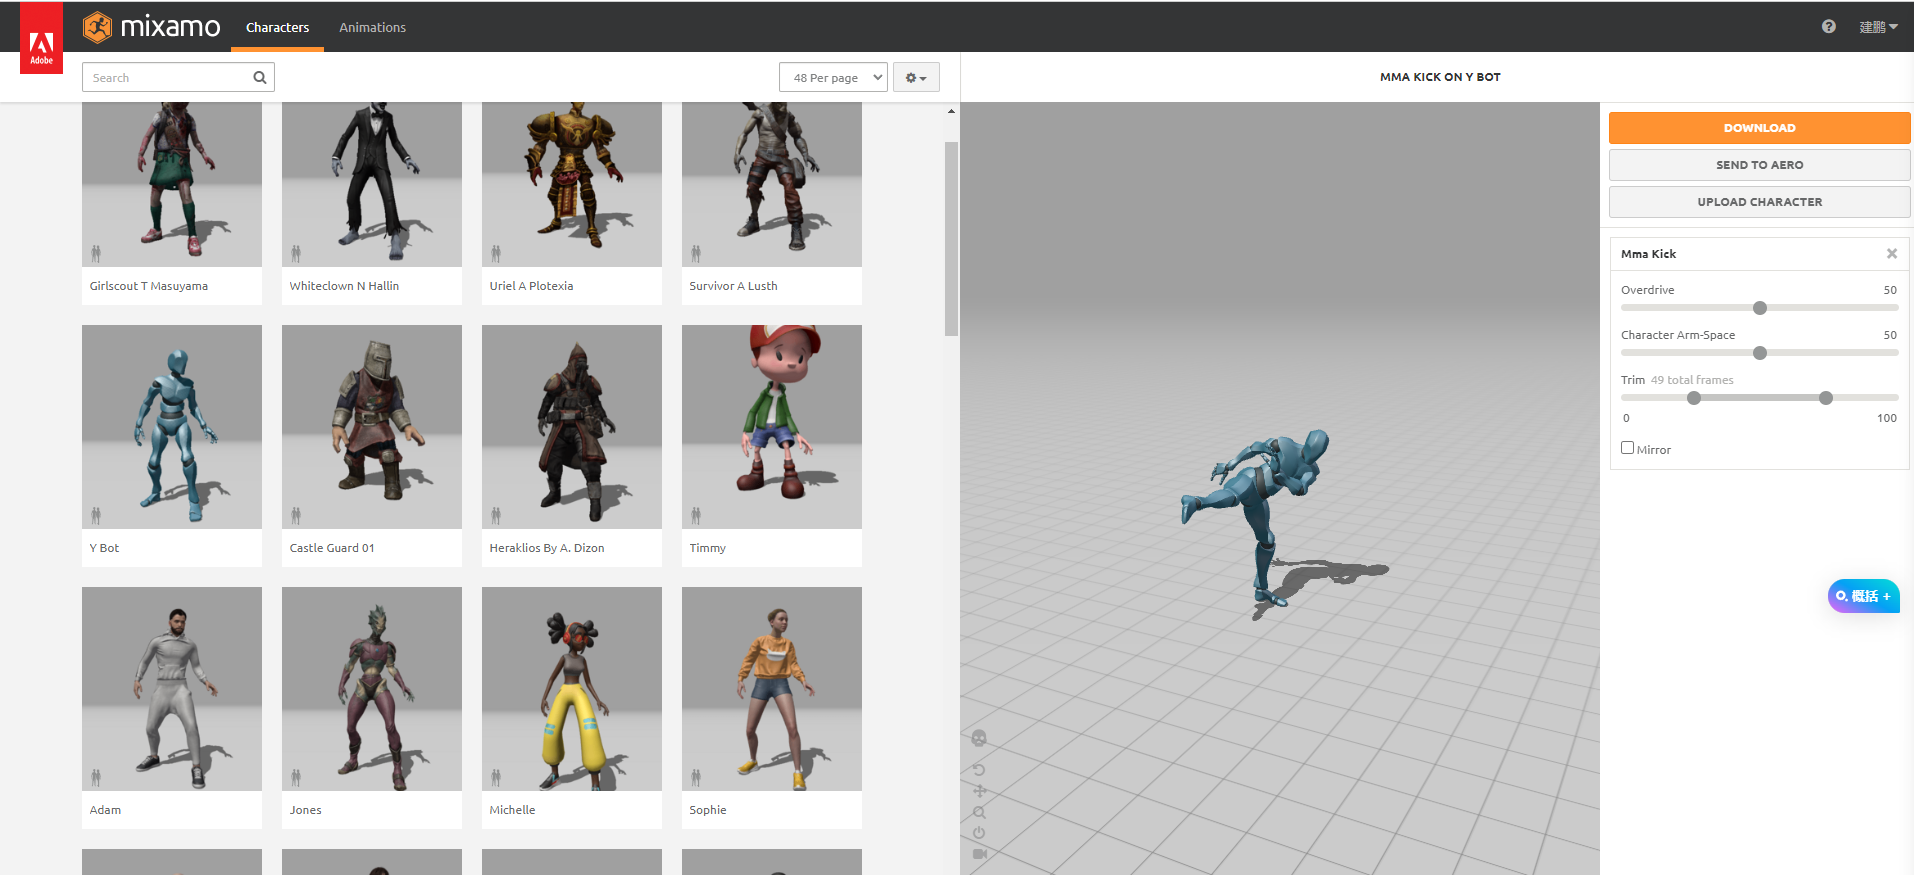 Adobe
mixamo
Characters
Animations
建鹏
Search
48 Per page
MMA KICK ON Y BOT
Girlscout T Masuyama
Whiteclown N Hallin
Uriel A Plotexia
Survivor A Lusth
Y Bot
Castle Guard 01
Heraklios By A. Dizon
Timmy
Adam
Jones
Michelle
Sophie
DOWNLOAD
SEND TO AERO
UPLOAD CHARACTER
Mma Kick
Overdrive 50
Character Arm-Space 50
Trim 49 total frames
0 100
Mirror
概括 +